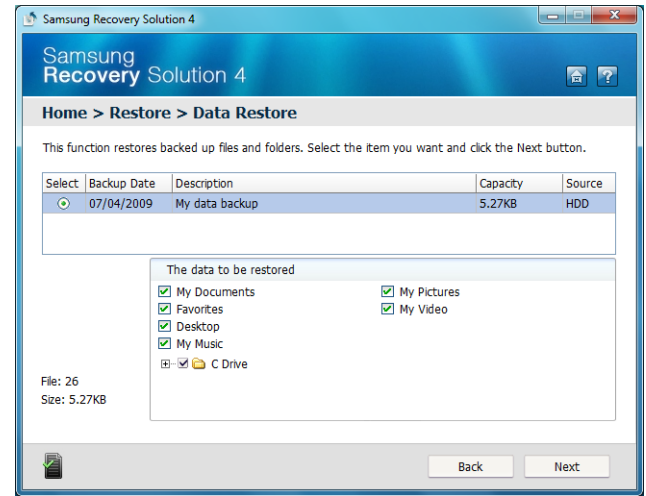 Samsung Recovery Solution 4
Samsung
Recovery Solution 4
?
Home > Restore > Data Restore
This function restores backed up files and folders. Select the item you want and click the Next button.
Select Backup Date Description Capacity Source
07/04/2009 My data backup 5.27KB HDD
The data to be restored
My Documents My Pictures
Favorites My Video
Desktop
My Music
C Drive
File: 26
Size: 5.27KB
Back Next